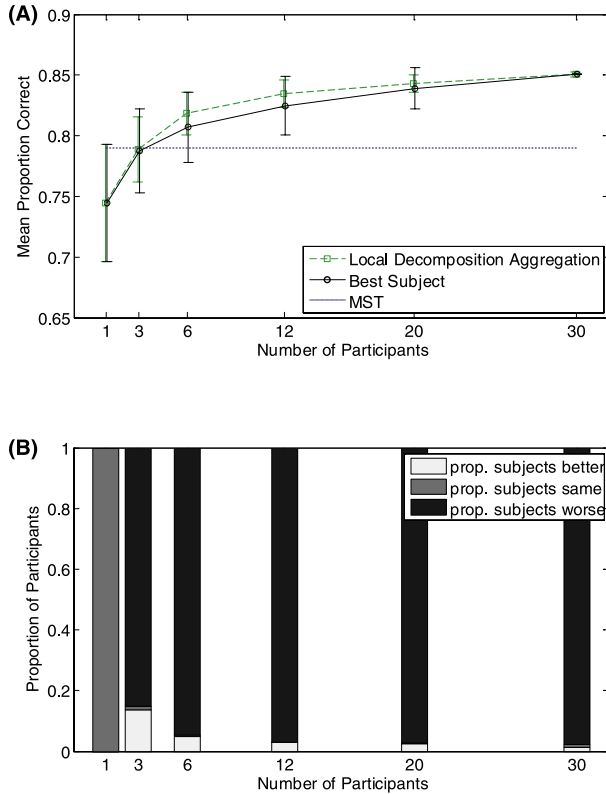 (A)
0.9
0.85
0.8
0.75
0.7
0.65
Mean Proportion Correct
Local Decomposition Aggregation
Best Subject
MST
1 3 6 12 20 30
Number of Participants
(B)
1
0.8
0.6
0.4
0.2
0
Proportion of Participants
prop. subjects better
prop. subjects same
prop. subjects worse
1 3 6 12 20 30
Number of Participants